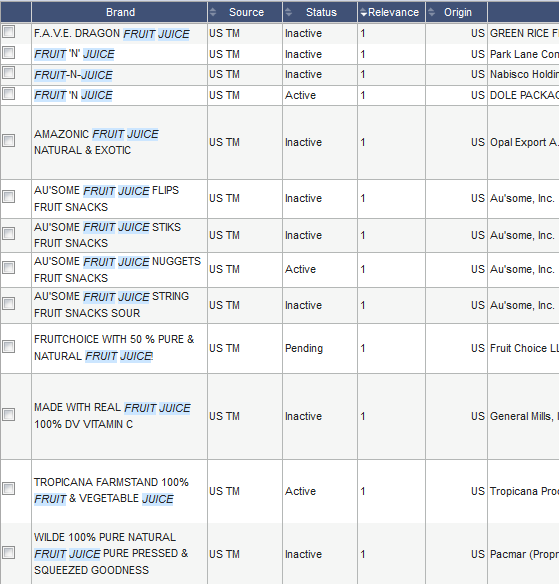 Brand Source Status Relevance Origin
F.A.V.E. DRAGON FRUIT JUICE US TM Inactive 1 US GREEN RICE F
FRUIT 'N' JUICE US TM Inactive 1 US Park Lane Con
FRUIT-N-JUICE US TM Inactive 1 US Nabisco Holdin
FRUIT 'N JUICE US TM Active 1 US DOLE PACKAG
AMAZONIC FRUIT JUICE
NATURAL & EXOTIC US TM Inactive 1 US Opal Export A.
AU'SOME FRUIT JUICE FLIPS
FRUIT SNACKS US TM Inactive 1 US Au'some, Inc.
AU'SOME FRUIT JUICE STIKS
FRUIT SNACKS US TM Inactive 1 US Au'some, Inc.
AU'SOME FRUIT JUICE NUGGETS
FRUIT SNACKS US TM Active 1 US Au'some, Inc.
AU'SOME FRUIT JUICE STRING
FRUIT SNACKS SOUR US TM Inactive 1 US Au'some, Inc.
FRUITCHOICE WITH 50 % PURE &
NATURAL FRUIT JUICE! US TM Pending 1 US Fruit Choice LL
MADE WITH REAL FRUIT JUICE
100% DV VITAMIN C US TM Inactive 1 US General Mills, I
TROPICANA FARMSTAND 100%
FRUIT & VEGETABLE JUICE US TM Active 1 US Tropicana Proc
WILDE 100% PURE NATURAL
FRUIT JUICE PURE PRESSED & US TM Inactive 1 US Pacmar (Propr
SQUEEZED GOODNESS